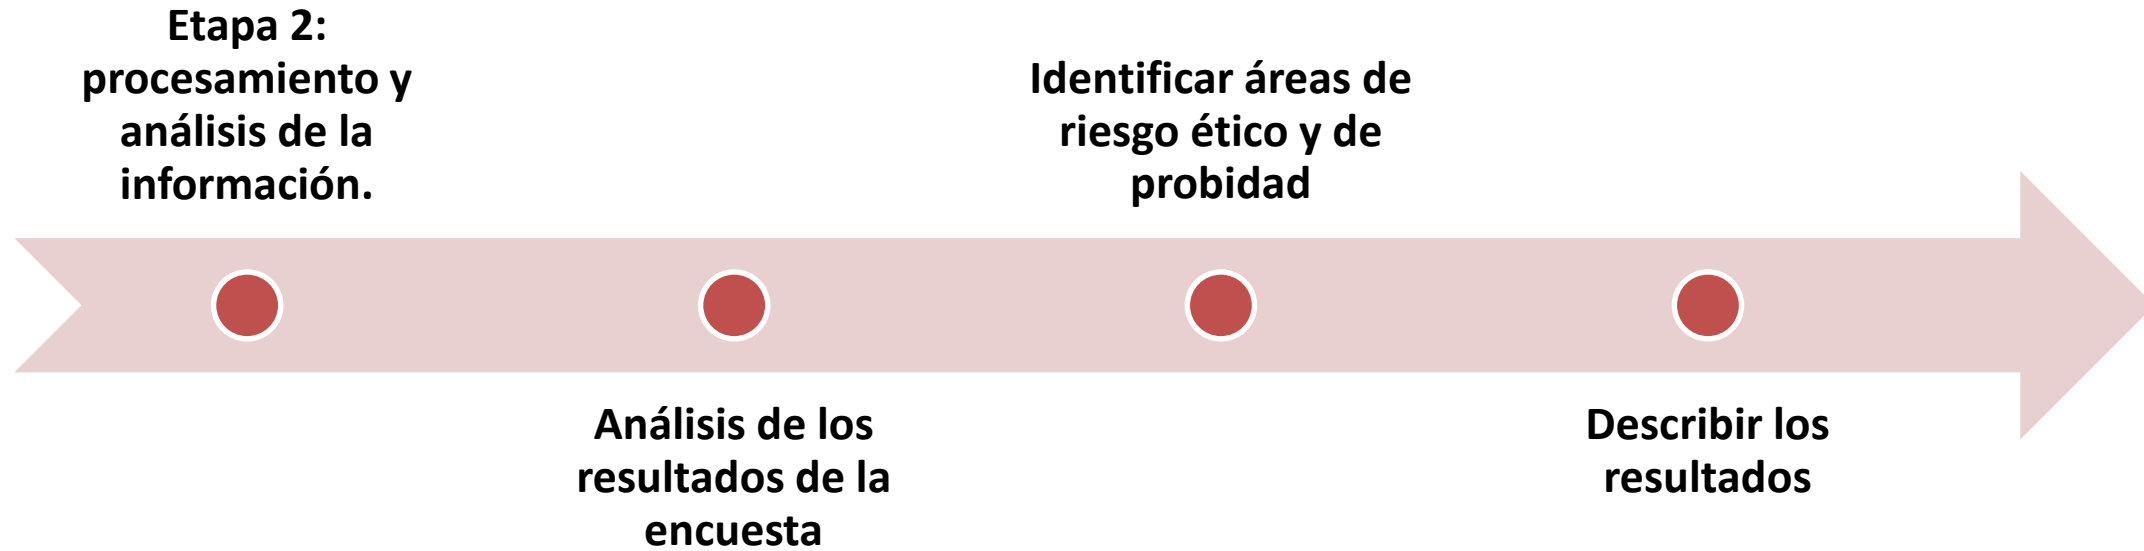 Etapa 2:
procesamiento y
análisis de la
información.
Análisis de los
resultados de la
encuesta
Identificar áreas de
riesgo ético y de
probidad
Describir los
resultados